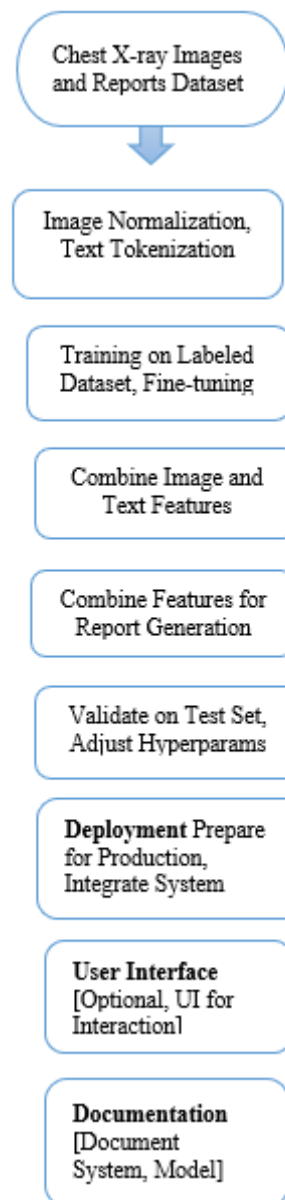 Chest X-ray Images
and Reports Dataset
Image Normalization,
Text Tokenization
Training on Labeled
Dataset, Fine-tuning
Combine Image and
Text Features
Combine Features for
Report Generation
Validate on Test Set,
Adjust Hyperparams
Deployment Prepare
for Production,
Integrate System
User Interface
[Optional, UI for
Interaction]
Documentation
[Document
System, Model]